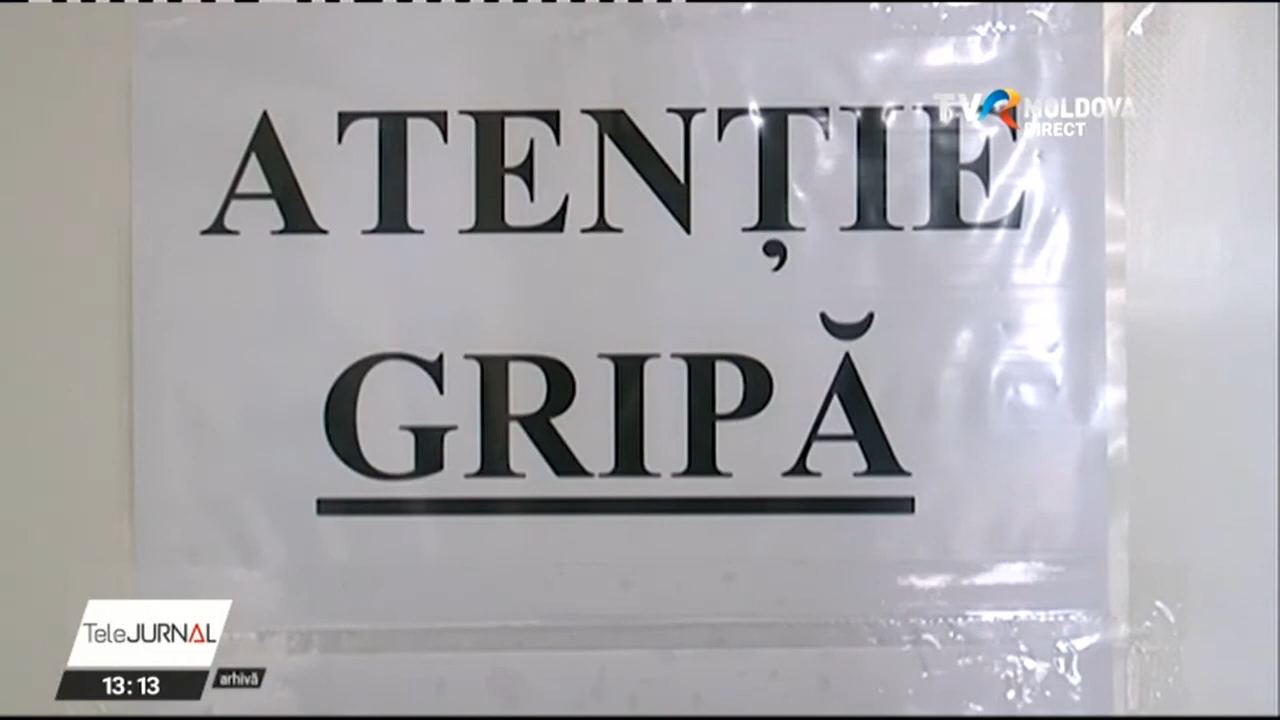 ATENȚIE
GRIPĂ
TVR MOLDOVA
DIRECT
TeleJURNAL
13:13
arhivă